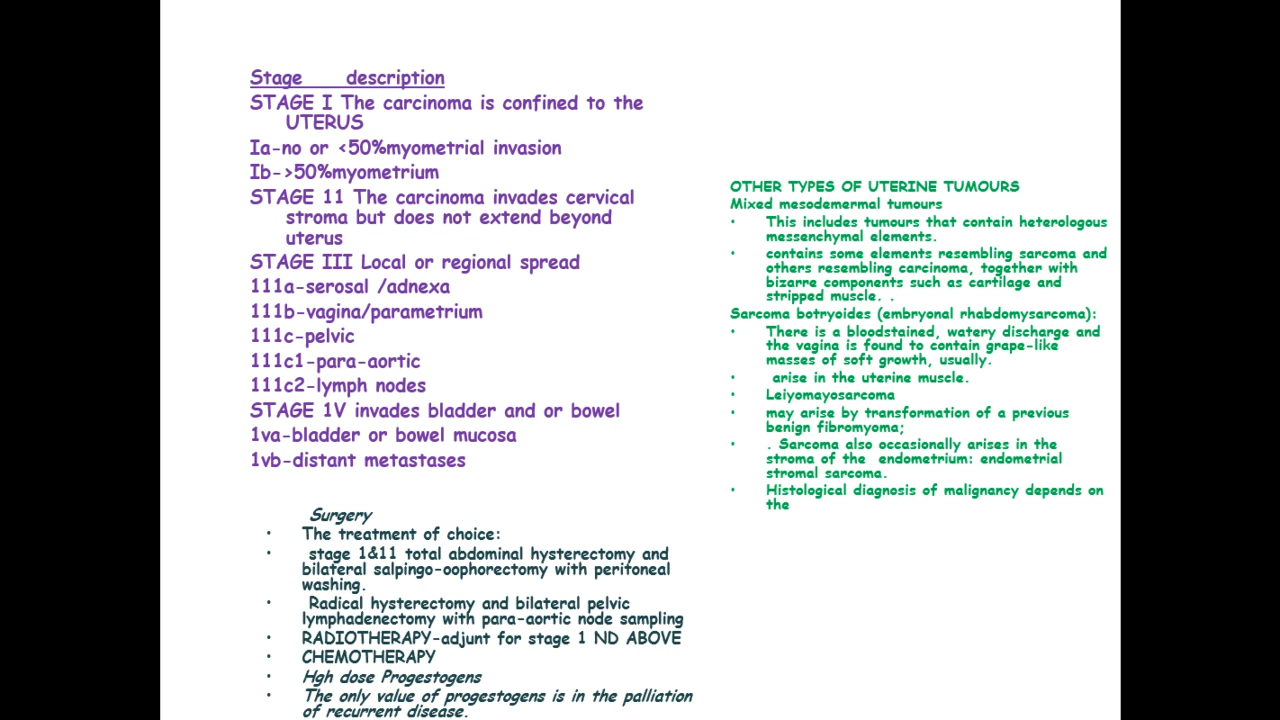 Stage description
STAGE I The carcinoma is confined to the
UTERUS
Ia-no or <50%myometrial invasion
Ib->50%myometrium
STAGE 11 The carcinoma invades cervical
stroma but does not extend beyond
uterus
STAGE III Local or regional spread
111a-serosal /adnexa
111b-vagina/parametrium
111c-pelvic
111c1-para-aortic
111c2-lymph nodes
STAGE 1V invades bladder and or bowel
1va-bladder or bowel mucosa
1vb-distant metastases
Surgery
• The treatment of choice:
• stage 1&11 total abdominal hysterectomy and
bilateral salpingo-oophorectomy with peritoneal
washing.
• Radical hysterectomy and bilateral pelvic
lymphadenectomy with para-aortic node sampling
• RADIOTHERAPY-adjunt for stage 1 ND ABOVE
• CHEMOTHERAPY
• Hgh dose Progestogens
• The only value of progestogens is in the palliation
of recurrent disease.
OTHER TYPES OF UTERINE TUMOURS
Mixed mesodemermal tumours
• This includes tumours that contain heterologous
messenchymal elements.
• contains some elements resembling sarcoma and
others resembling carcinoma, together with
bizarre components such as cartilage and
stripped muscle. .
Sarcoma botryoides (embryonal rhabdomysarcoma):
• There is a bloodstained, watery discharge and
the vagina is found to contain grape-like
masses of soft growth, usually.
• arise in the uterine muscle.
• Leiyomayosarcoma
• may arise by transformation of a previous
benign fibromyoma;
• . Sarcoma also occasionally arises in the
stroma of the endometrium: endometrial
stromal sarcoma.
• Histological diagnosis of malignancy depends on
the